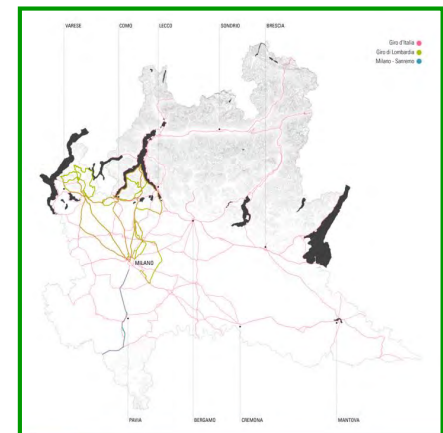 VARESE
COMO
LECCO
SONDRIO
BRESCIA
Giro d'Italia
Giro di Lombardia
Milano - Sanremo
MILANO
PAVIA
BERGAMO
CREMONA
MANTOVA